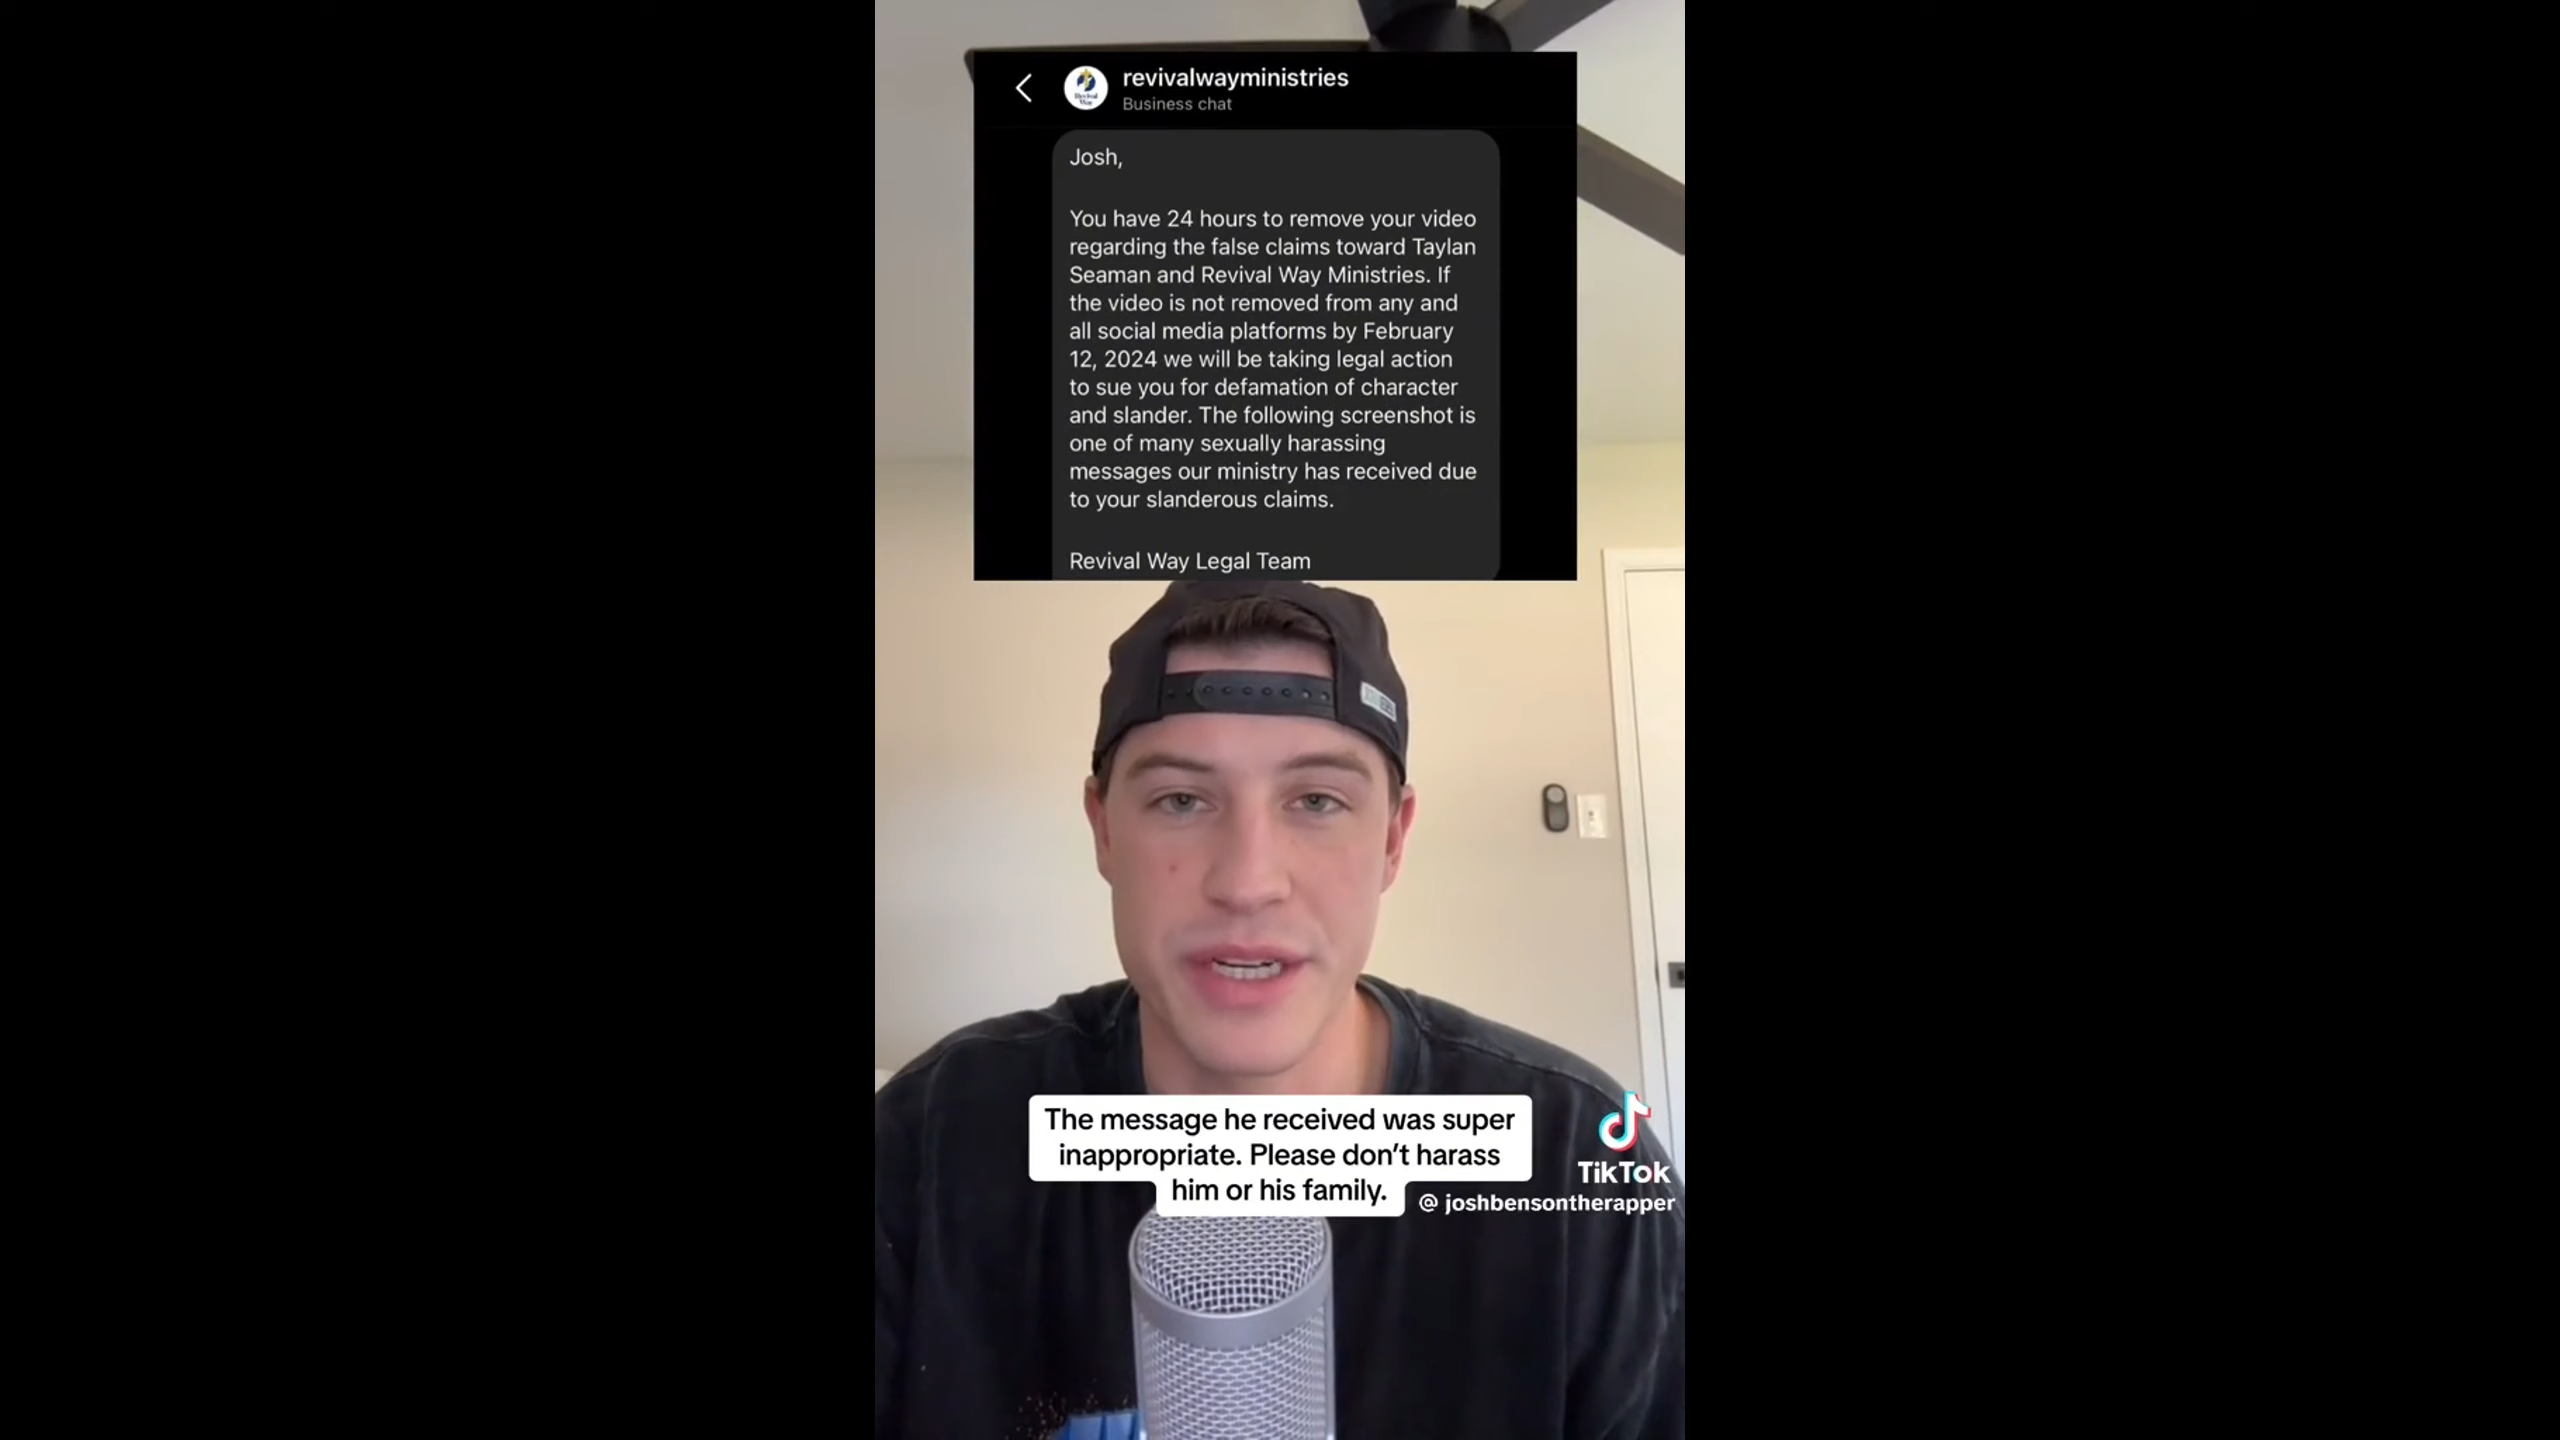 revivalwayministries
Business chat
Revival
Way
Josh,
You have 24 hours to remove your video
regarding the false claims toward Taylan
Seaman and Revival Way Ministries. If
the video is not removed from any and
all social media platforms by February
12, 2024 we will be taking legal action
to sue you for defamation of character
and slander. The following screenshot is
one of many sexually harassing
messages our ministry has received due
to your slanderous claims.
Revival Way Legal Team
The message he received was super
inappropriate. Please don’t harass
him or his family.
TikTok
@ joshbensontherapper